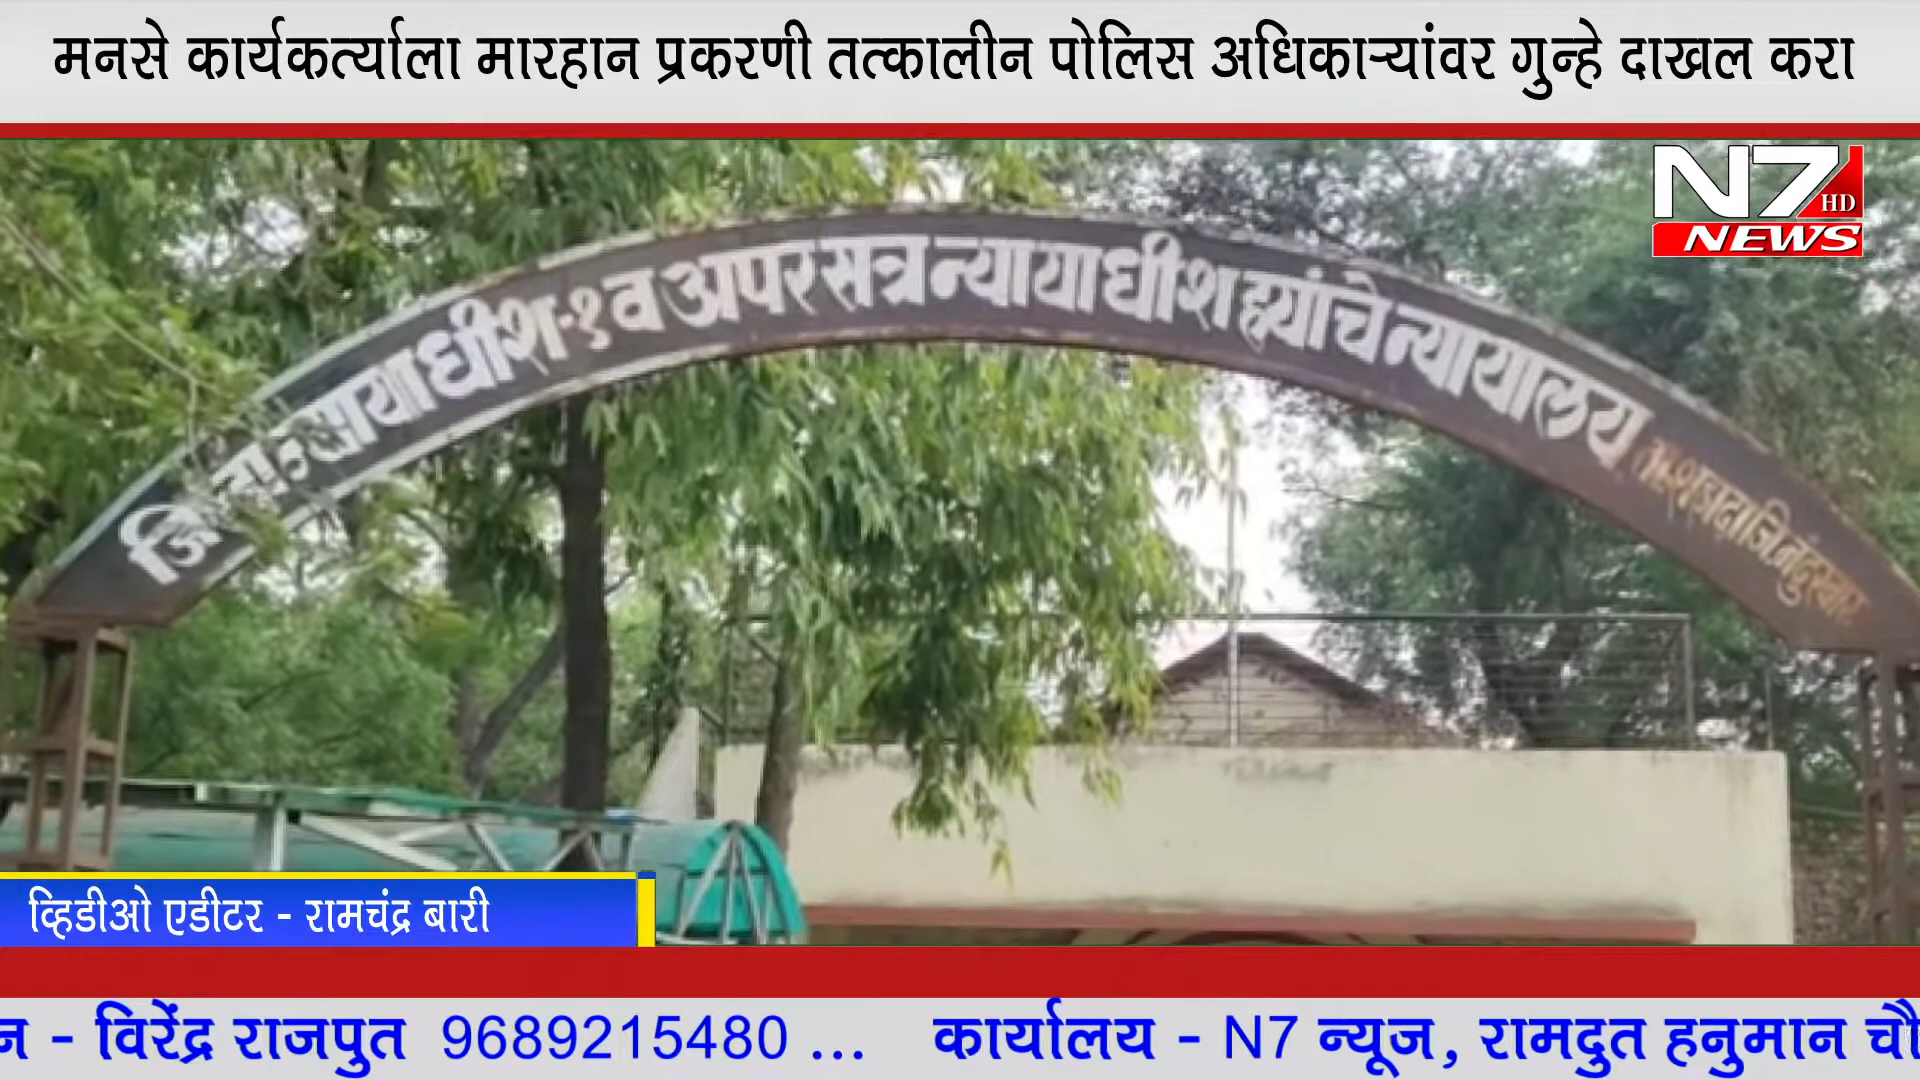 मनसे कार्यकर्त्याला मारहान प्रकरणी तत्कालीन पोलिस अधिकाऱ्यांवर गुन्हे दाखल करा
N7 HD
NEWS
जिल्हा न्यायाधीश-१ व अपर सत्र न्यायाधीश ह्यांचे न्यायालय
व्हिडीओ एडीटर - रामचंद्र बारी
न - विरेंद्र राजपुत 9689215480 ... कार्यालय - N7 न्यूज, रामदुत हनुमान चौ